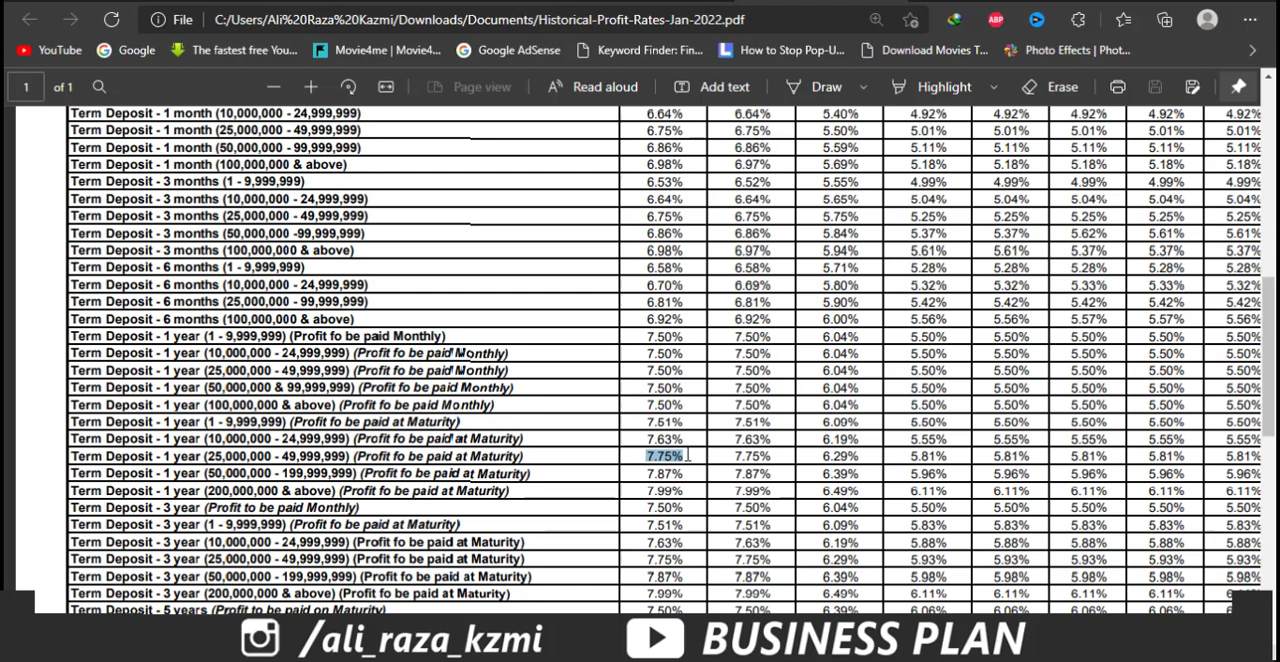 File C:/Users/Ali%20Raza%20Kazmi/Downloads/Documents/Historical-Profit-Rates-Jan-2022.pdf ABP
YouTube Google The fastest free You... Movie4me | Movie4... Google AdSense Keyword Finder: Fin... How to Stop Pop-U... Download Movies T... Photo Effects | Phot...
1 of 1 Page view Read aloud Add text Draw Highlight Erase
Term Deposit - 1 month (10,000,000 - 24,999,999) 6.64% 6.64% 5.40% 4.92% 4.92% 4.92% 4.92% 4.92%
Term Deposit - 1 month (25,000,000 - 49,999,999) 6.75% 6.75% 5.50% 5.01% 5.01% 5.01% 5.01% 5.01%
Term Deposit - 1 month (50,000,000 - 99,999,999) 6.86% 6.86% 5.59% 5.11% 5.11% 5.11% 5.11% 5.11%
Term Deposit - 1 month (100,000,000 & above) 6.98% 6.97% 5.69% 5.18% 5.18% 5.18% 5.18% 5.18%
Term Deposit - 3 months (1 - 9,999,999) 6.53% 6.52% 5.55% 4.99% 4.99% 4.99% 4.99% 4.99%
Term Deposit - 3 months (10,000,000 - 24,999,999) 6.64% 6.64% 5.65% 5.04% 5.04% 5.04% 5.04% 5.04%
Term Deposit - 3 months (25,000,000 - 49,999,999) 6.75% 6.75% 5.75% 5.25% 5.25% 5.25% 5.25% 5.25%
Term Deposit - 3 months (50,000,000 -99,999,999) 6.86% 6.86% 5.84% 5.37% 5.37% 5.62% 5.61% 5.61%
Term Deposit - 3 months (100,000,000 & above) 6.98% 6.97% 5.94% 5.61% 5.61% 5.37% 5.37% 5.37%
Term Deposit - 6 months (1 - 9,999,999) 6.58% 6.58% 5.71% 5.28% 5.28% 5.28% 5.28% 5.28%
Term Deposit - 6 months (10,000,000 - 24,999,999) 6.70% 6.69% 5.80% 5.32% 5.32% 5.33% 5.33% 5.32%
Term Deposit - 6 months (25,000,000 - 99,999,999) 6.81% 6.81% 5.90% 5.42% 5.42% 5.42% 5.42% 5.42%
Term Deposit - 6 months (100,000,000 & above) 6.92% 6.92% 6.00% 5.56% 5.56% 5.57% 5.57% 5.56%
Term Deposit - 1 year (1 - 9,999,999) (Profit fo be paid Monthly) 7.50% 7.50% 6.04% 5.50% 5.50% 5.50% 5.50% 5.50%
Term Deposit - 1 year (10,000,000 - 24,999,999) (Profit fo be paid Monthly) 7.50% 7.50% 6.04% 5.50% 5.50% 5.50% 5.50% 5.50%
Term Deposit - 1 year (25,000,000 - 49,999,999) (Profit fo be paid Monthly) 7.50% 7.50% 6.04% 5.50% 5.50% 5.50% 5.50% 5.50%
Term Deposit - 1 year (50,000,000 & 99,999,999) (Profit fo be paid Monthly) 7.50% 7.50% 6.04% 5.50% 5.50% 5.50% 5.50% 5.50%
Term Deposit - 1 year (100,000,000 & above) (Profit fo be paid Monthly) 7.50% 7.50% 6.04% 5.50% 5.50% 5.50% 5.50% 5.50%
Term Deposit - 1 year (1 - 9,999,999) (Profit fo be paid at Maturity) 7.51% 7.51% 6.09% 5.50% 5.50% 5.50% 5.50% 5.50%
Term Deposit - 1 year (10,000,000 - 24,999,999) (Profit fo be paid at Maturity) 7.63% 7.63% 6.19% 5.55% 5.55% 5.55% 5.55% 5.55%
Term Deposit - 1 year (25,000,000 - 49,999,999) (Profit fo be paid at Maturity) 7.75% 7.75% 6.29% 5.81% 5.81% 5.81% 5.81% 5.81%
Term Deposit - 1 year (50,000,000 - 199,999,999) (Profit fo be paid at Maturity) 7.87% 7.87% 6.39% 5.96% 5.96% 5.96% 5.96% 5.96%
Term Deposit - 1 year (200,000,000 & above) (Profit fo be paid at Maturity) 7.99% 7.99% 6.49% 6.11% 6.11% 6.11% 6.11% 6.11%
Term Deposit - 3 year (Profit fo be paid Monthly) 7.50% 7.50% 6.04% 5.50% 5.50% 5.50% 5.50% 5.50%
Term Deposit - 3 year (1 - 9,999,999) (Profit fo be paid at Maturity) 7.51% 7.51% 6.09% 5.83% 5.83% 5.83% 5.83% 5.83%
Term Deposit - 3 year (10,000,000 - 24,999,999) (Profit fo be paid at Maturity) 7.63% 7.63% 6.19% 5.88% 5.88% 5.88% 5.88% 5.88%
Term Deposit - 3 year (25,000,000 - 49,999,999) (Profit fo be paid at Maturity) 7.75% 7.75% 6.29% 5.93% 5.93% 5.93% 5.93% 5.93%
Term Deposit - 3 year (50,000,000 - 199,999,999) (Profit fo be paid at Maturity) 7.87% 7.87% 6.39% 5.98% 5.98% 5.98% 5.98% 5.98%
Term Deposit - 3 year (200,000,000 & above) (Profit fo be paid at Maturity) 7.99% 7.99% 6.49% 6.11% 6.11% 6.11% 6.11%
Term Deposit - 5 years (Profit to be paid on Maturity) 7.50% 7.50% 6.39% 6.06% 6.06% 6.06% 6.06%
/ali_raza_kzmi BUSINESS PLAN